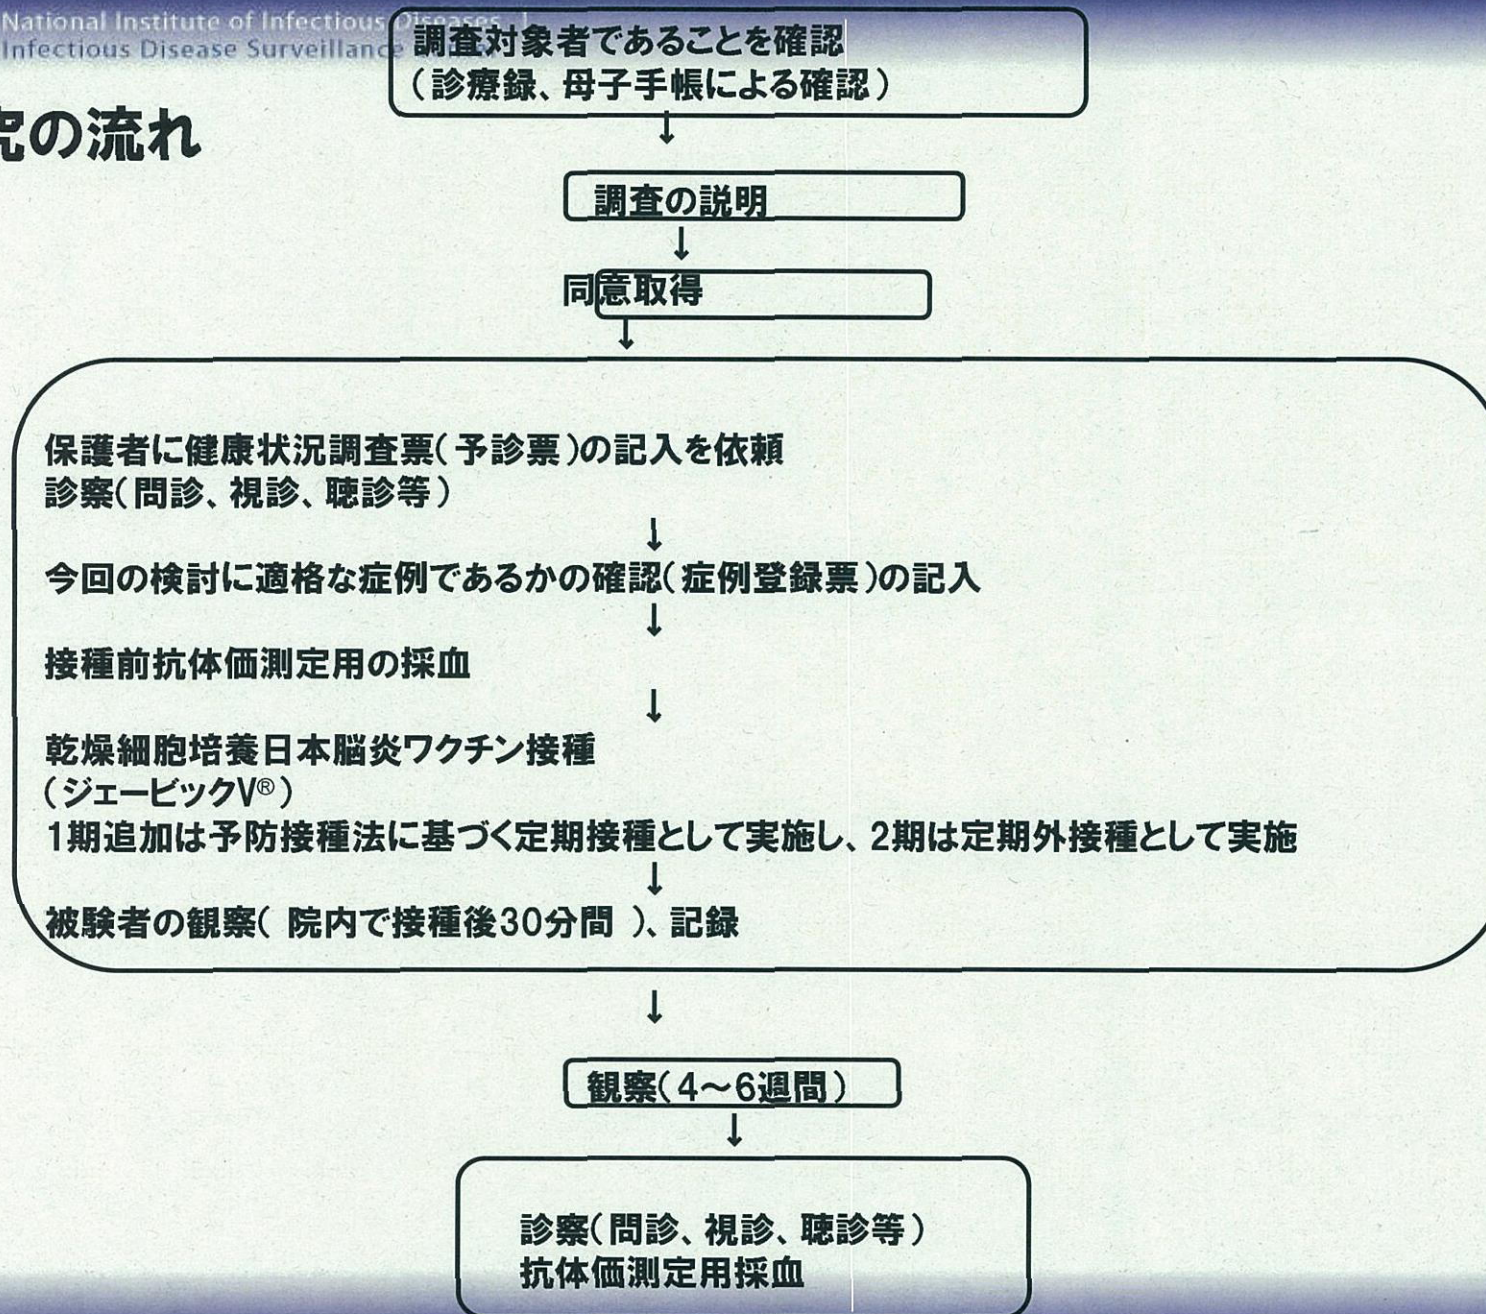 National Institute of Infectious Diseases
Infectious Disease Surveillance
究の流れ
調査対象者であることを確認
（診療録、母子手帳による確認）
↓
調査の説明
↓
同意取得
↓
保護者に健康状況調査票(予診票)の記入を依頼
診察(問診、視診、聴診等)
↓
今回の検討に適格な症例であるかの確認(症例登録票)の記入
↓
接種前抗体価測定用の採血
↓
乾燥細胞培養日本脳炎ワクチン接種
（ジェービックV®）
1期追加は予防接種法に基づく定期接種として実施し、2期は定期外接種として実施
↓
被験者の観察( 院内で接種後30分間 )、記録
↓
観察(4～6週間)
↓
診察(問診、視診、聴診等)
抗体価測定用採血